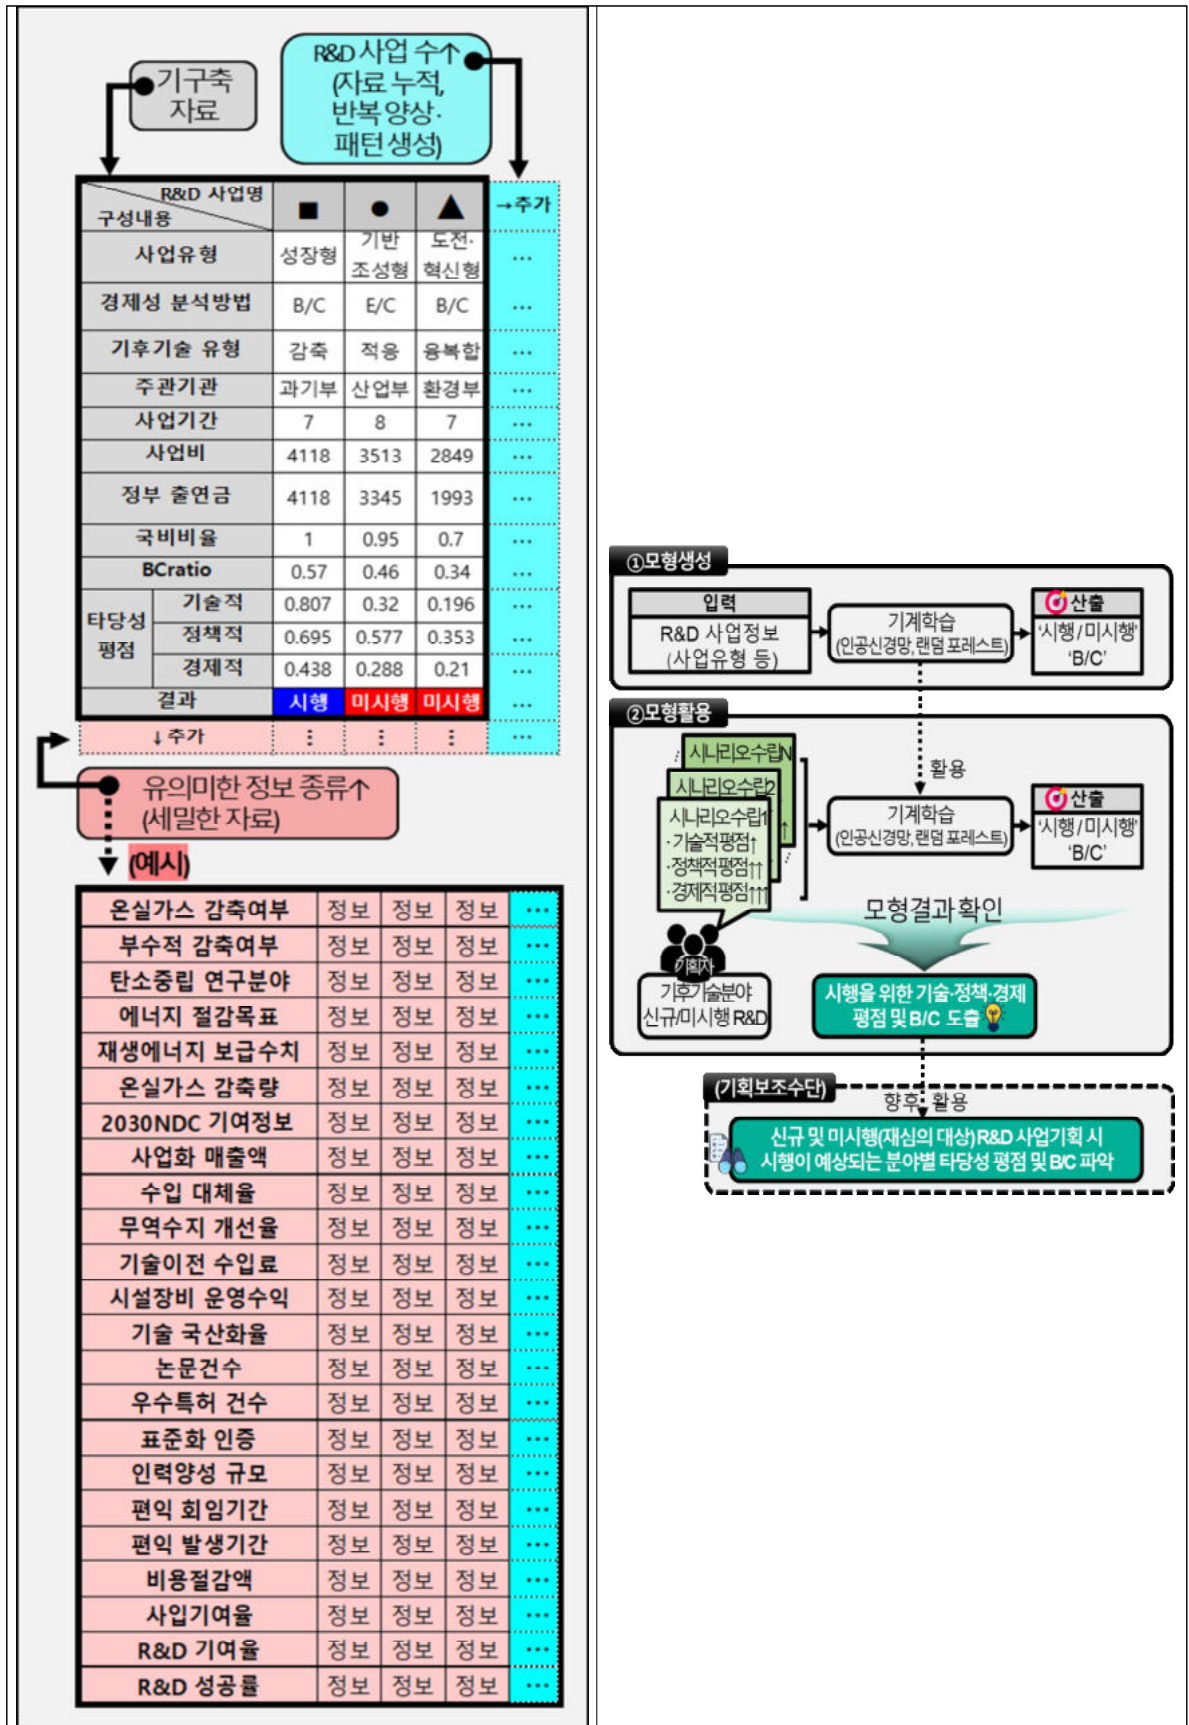 기구축
자료
R&D 사업 수↑
(자료 누적,
반복 양상·
패턴 생성)
R&D 사업명
구성내용
■ ● ▲ →추가
사업유형 성장형 기반조성형 도전·혁신형 ...
경제성 분석방법 B/C E/C B/C ...
기후기술 유형 감축 적응 융복합 ...
주관기관 과기부 산업부 환경부 ...
사업기간 7 8 7 ...
사업비 4118 3513 2849 ...
정부 출연금 4118 3345 1993 ...
국비비율 1 0.95 0.7 ...
BCratio 0.57 0.46 0.34 ...
타당성 평점
기술적 0.807 0.32 0.196 ...
정책적 0.695 0.577 0.353 ...
경제적 0.438 0.288 0.21 ...
결과 시행 미시행 미시행 ...
↓추가 ⋮ ⋮ ⋮ ...
유의미한 정보 종류↑
(세밀한 자료)
(예시)
온실가스 감축여부 정보 정보 정보 ...
부수적 감축여부 정보 정보 정보 ...
탄소중립 연구분야 정보 정보 정보 ...
에너지 절감목표 정보 정보 정보 ...
재생에너지 보급수치 정보 정보 정보 ...
온실가스 감축량 정보 정보 정보 ...
2030NDC 기여정보 정보 정보 정보 ...
사업화 매출액 정보 정보 정보 ...
수입 대체율 정보 정보 정보 ...
무역수지 개선율 정보 정보 정보 ...
기술이전 수입료 정보 정보 정보 ...
시설장비 운영수익 정보 정보 정보 ...
기술 국산화율 정보 정보 정보 ...
논문건수 정보 정보 정보 ...
우수특허 건수 정보 정보 정보 ...
표준화 인증 정보 정보 정보 ...
인력양성 규모 정보 정보 정보 ...
편익 회임기간 정보 정보 정보 ...
편익 발생기간 정보 정보 정보 ...
비용절감액 정보 정보 정보 ...
사입기여율 정보 정보 정보 ...
R&D 기여율 정보 정보 정보 ...
R&D 성공률 정보 정보 정보 ...
①모형생성
입력
R&D 사업정보
(사업유형 등)
기계학습
(인공신경망,랜덤 포레스트)
산출
'시행/미시행'
'B/C'
②모형활용
시나리오수립N
시나리오수립2
시나리오수립1
·기술적평점↑
·정책적평점↑↑
·경제적평점↑↑↑
활용
기계학습
(인공신경망,랜덤 포레스트)
산출
'시행/미시행'
'B/C'
모형결과 확인
기획자
기후기술분야
신규/미시행 R&D
시행을 위한 기술·정책·경제
평점 및 B/C 도출
(기획보조수단)
향후 활용
신규 및 미시행(재심의 대상) R&D 사업기획 시
시행이 예상되는 분야별 타당성 평점 및 B/C 파악